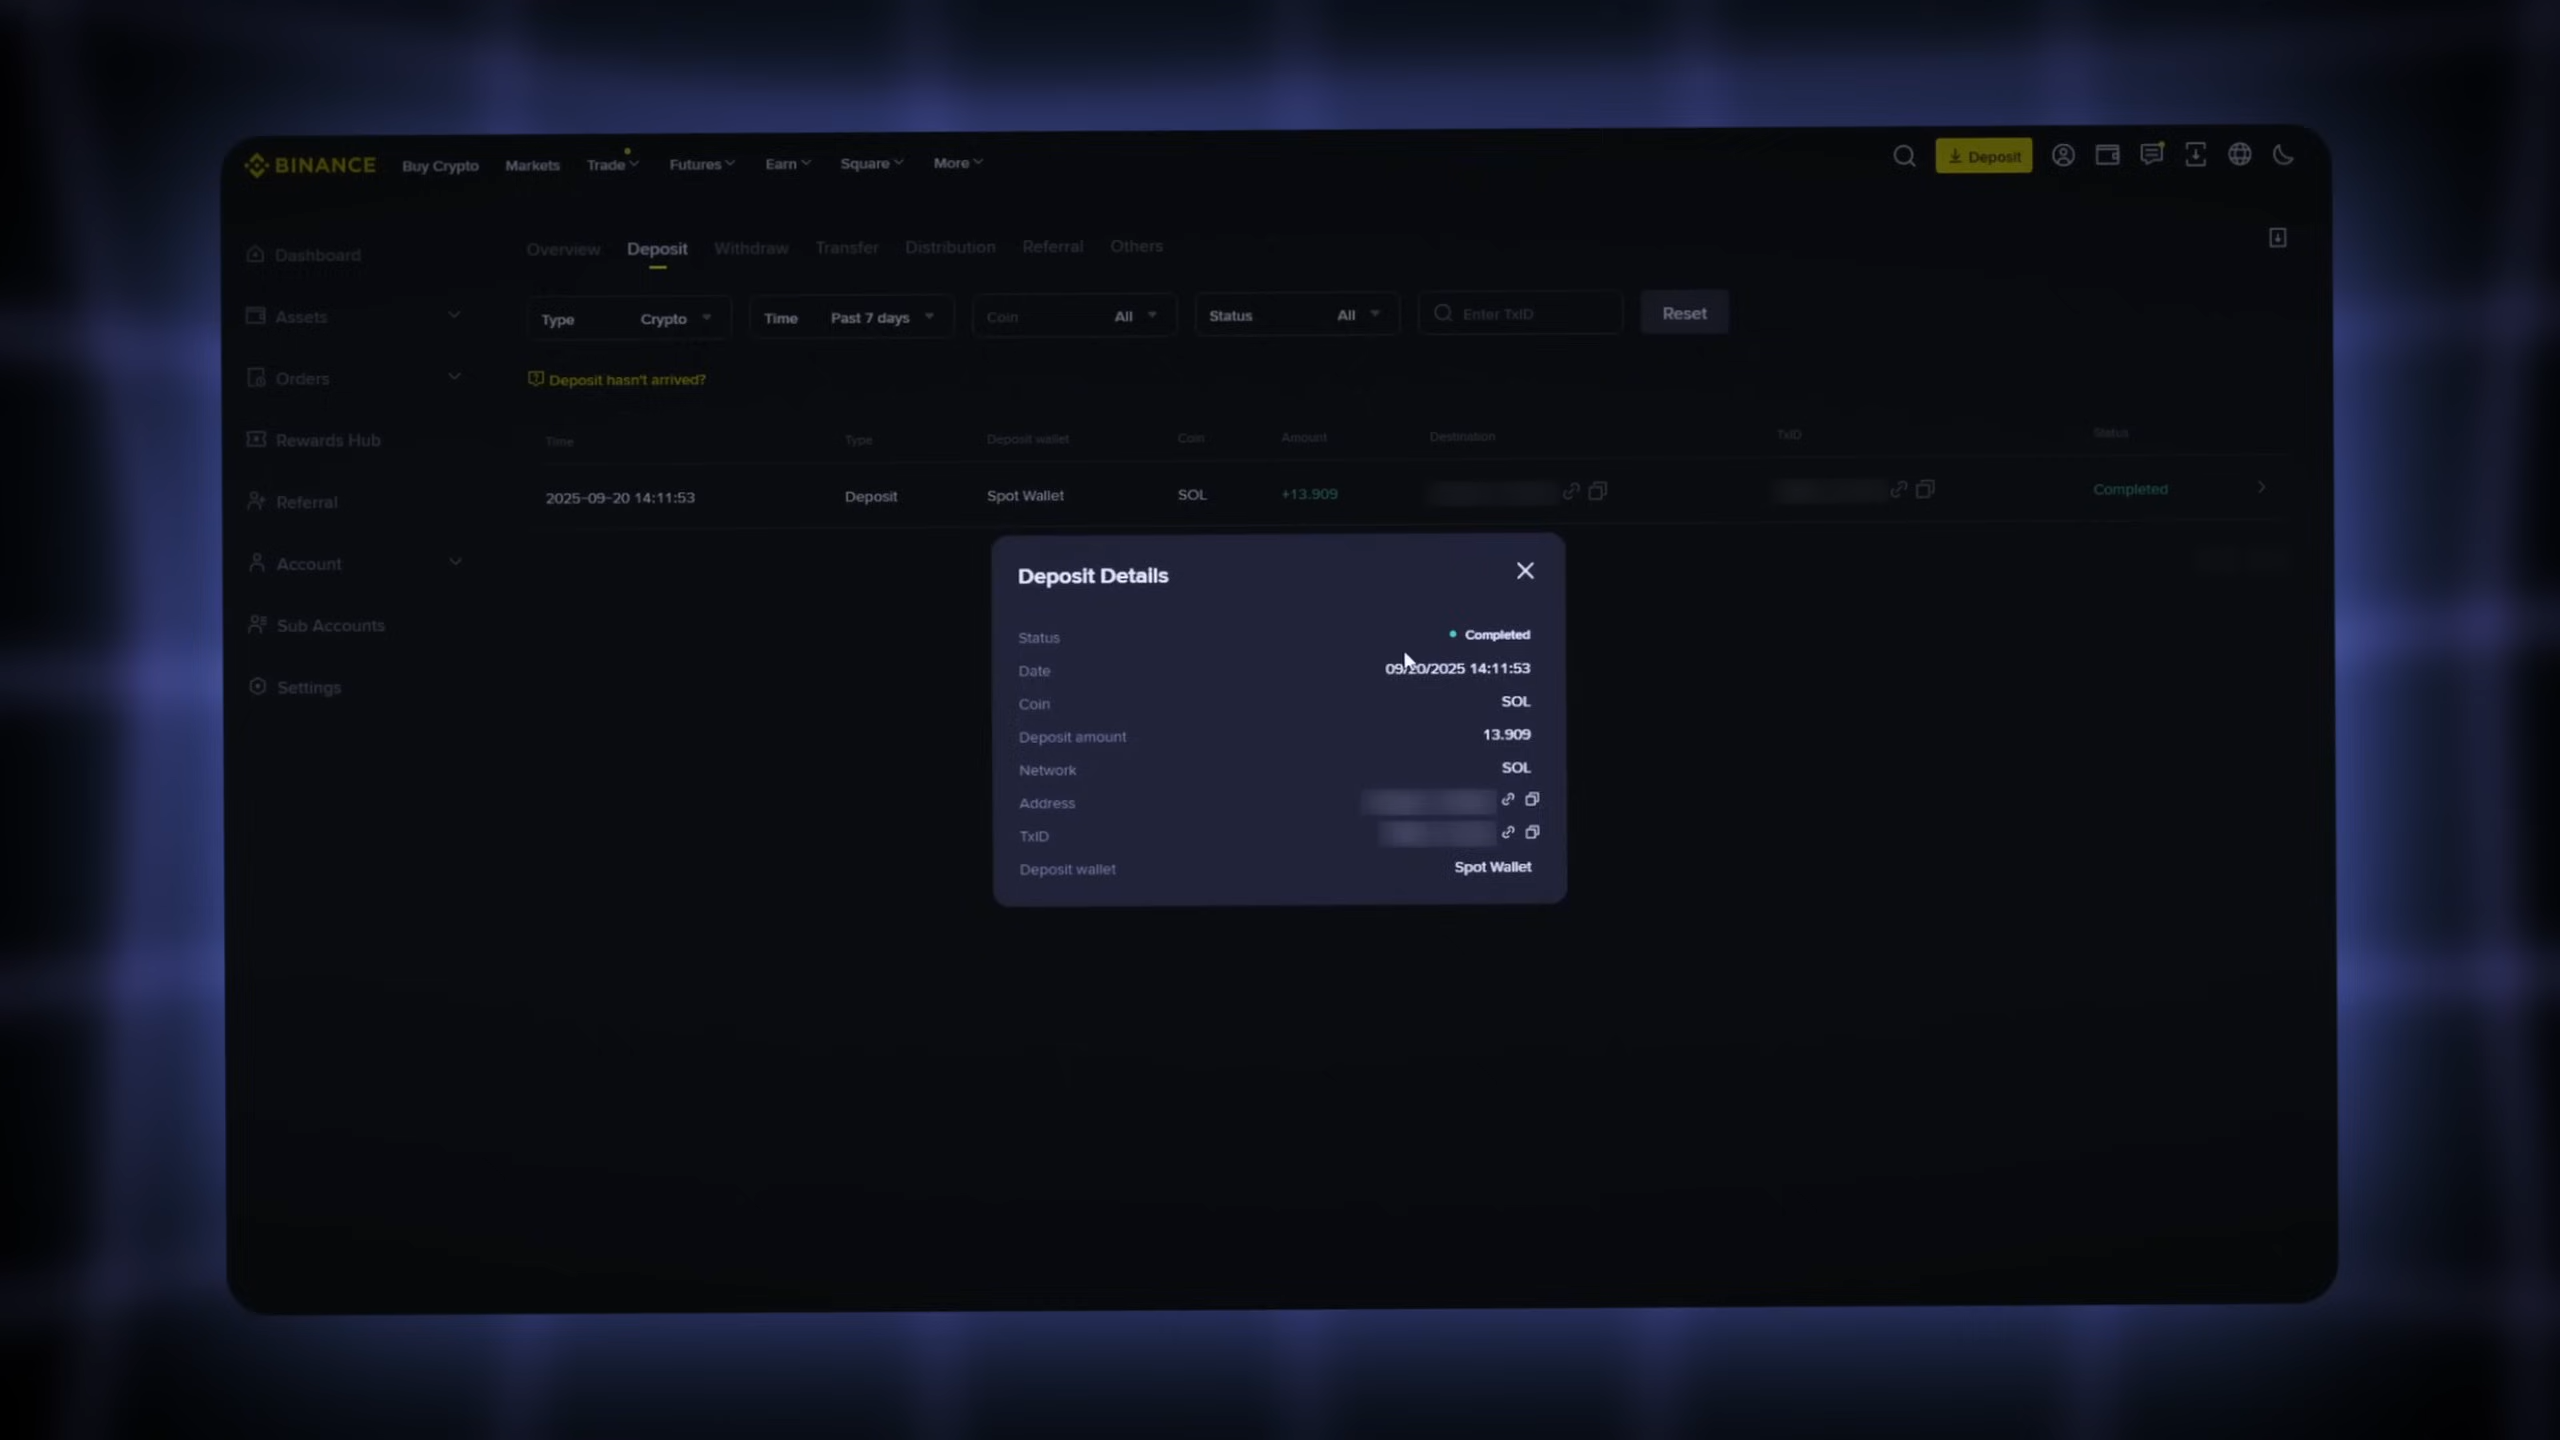 BINANCE Buy Crypto Markets Trade Futures Earn Square More Deposit
Dashboard
Assets
Orders
Rewards Hub
Referral
Account
Sub Accounts
Settings
Overview Deposit Withdraw Transfer Distribution Referral Others
Type Crypto Time Past 7 days Coin All Status All Enter TxID Reset
Deposit hasn't arrived?
Time Type Deposit wallet Coin Amount Destination TxID Status
2025-09-20 14:11:53 Deposit Spot Wallet SOL +13.909 Completed
Deposit Details
Status Completed
Date 09/20/2025 14:11:53
Coin SOL
Deposit amount 13.909
Network SOL
Address
TxID
Deposit wallet Spot Wallet